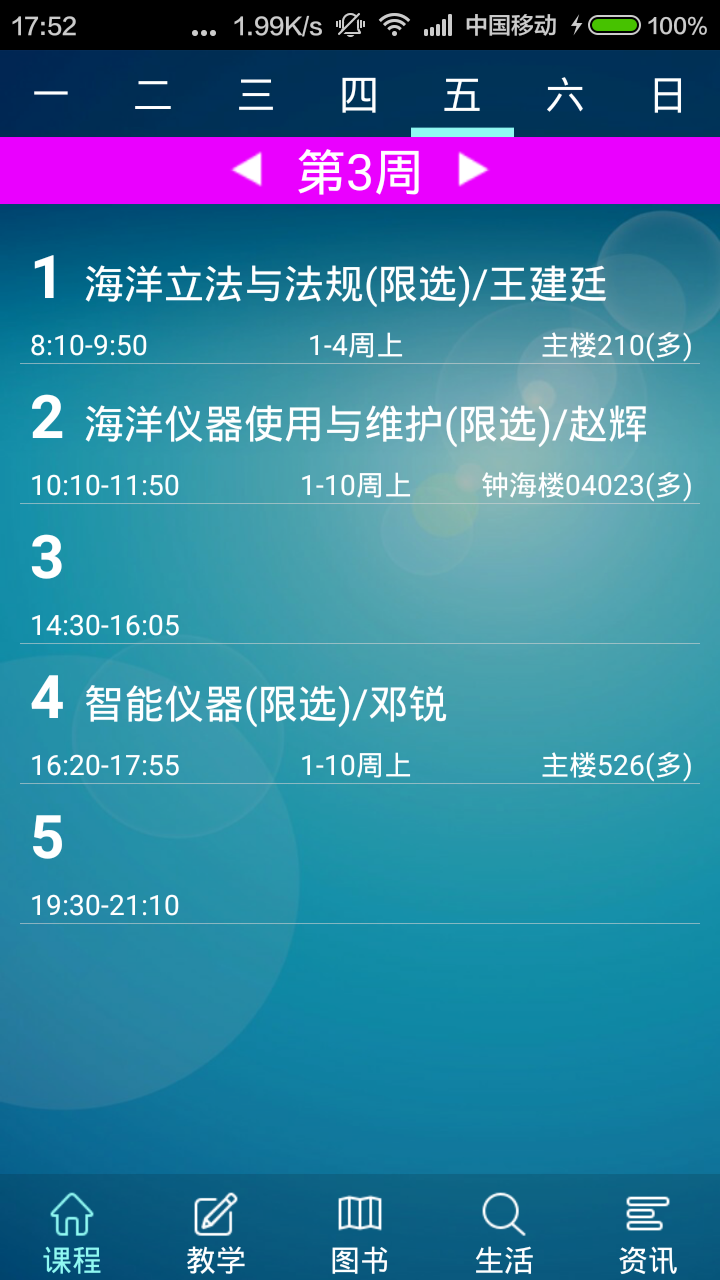 17:52 ... 1.99K/s 中国移动 100%
一 二 三 四 五 六 日
第3周
1 海洋立法与法规(限选)/王建廷
8:10-9:50 1-4周上 主楼210(多)
2 海洋仪器使用与维护(限选)/赵辉
10:10-11:50 1-10周上 钟海楼04023(多)
3
14:30-16:05
4 智能仪器(限选)/邓锐
16:20-17:55 1-10周上 主楼526(多)
5
19:30-21:10
课程 教学 图书 生活 资讯